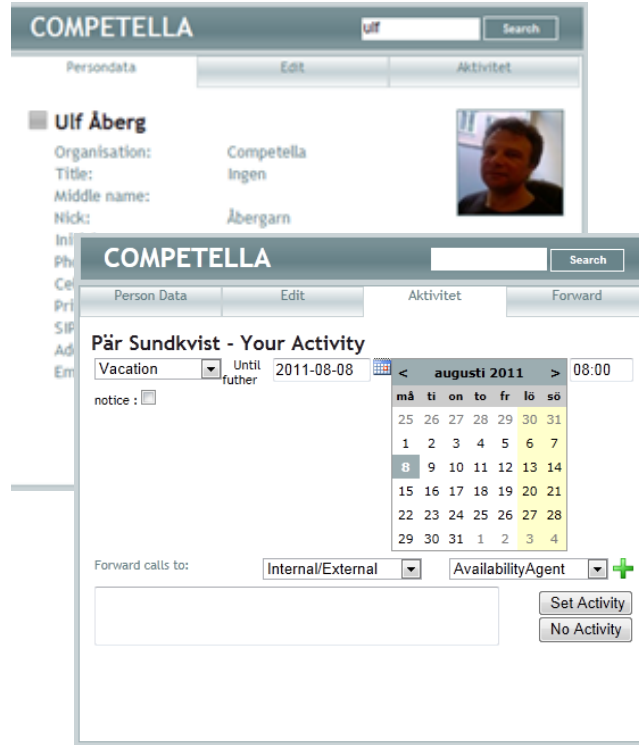 COMPETELLA ulf Search
Persondata Edit Aktivitet
Ulf Åberg
Organisation: Competella
Title: Ingen
Middle name:
Nick: Åbergarn
COMPETELLA Search
Person Data Edit Aktivitet Forward
Pär Sundkvist - Your Activity
Vacation Until futher 2011-08-08 08:00
notice :
< augusti 2011 >
må ti on to fr lö sö
25 26 27 28 29 30 31
1 2 3 4 5 6 7
8 9 10 11 12 13 14
15 16 17 18 19 20 21
22 23 24 25 26 27 28
29 30 31 1 2 3 4
Forward calls to: Internal/External AvailabilityAgent
Set Activity
No Activity